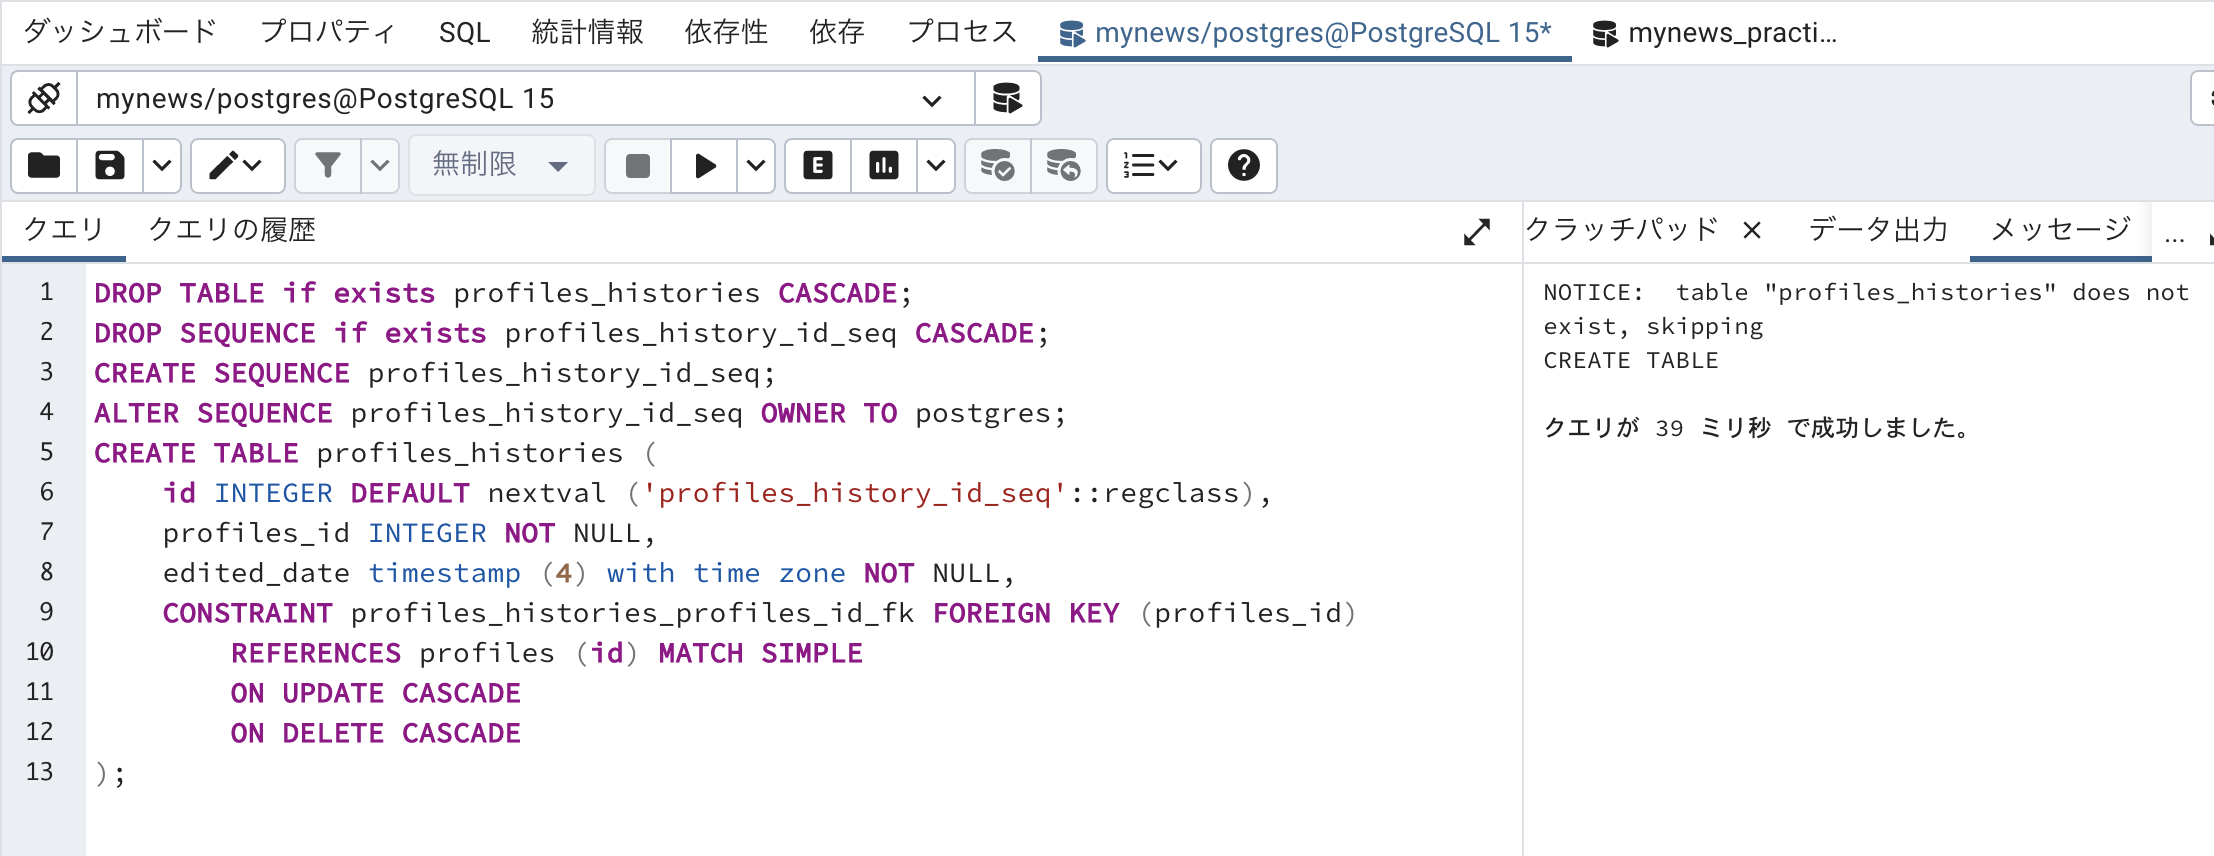 ダッシュボード プロパティ SQL 統計情報 依存性 依存 プロセス mynews/postgres@PostgreSQL 15* mynews_practi...
mynews/postgres@PostgreSQL 15
無制限
クエリ クエリの履歴
クラッチパッド × データ出力 メッセージ ...
1 DROP TABLE if exists profiles_histories CASCADE;
2 DROP SEQUENCE if exists profiles_history_id_seq CASCADE;
3 CREATE SEQUENCE profiles_history_id_seq;
4 ALTER SEQUENCE profiles_history_id_seq OWNER TO postgres;
5 CREATE TABLE profiles_histories (
6 id INTEGER DEFAULT nextval ('profiles_history_id_seq'::regclass),
7 profiles_id INTEGER NOT NULL,
8 edited_date timestamp (4) with time zone NOT NULL,
9 CONSTRAINT profiles_histories_profiles_id_fk FOREIGN KEY (profiles_id)
10 REFERENCES profiles (id) MATCH SIMPLE
11 ON UPDATE CASCADE
12 ON DELETE CASCADE
13 );
NOTICE:  table "profiles_histories" does not
exist, skipping
CREATE TABLE
クエリが 39 ミリ秒 で成功しました。